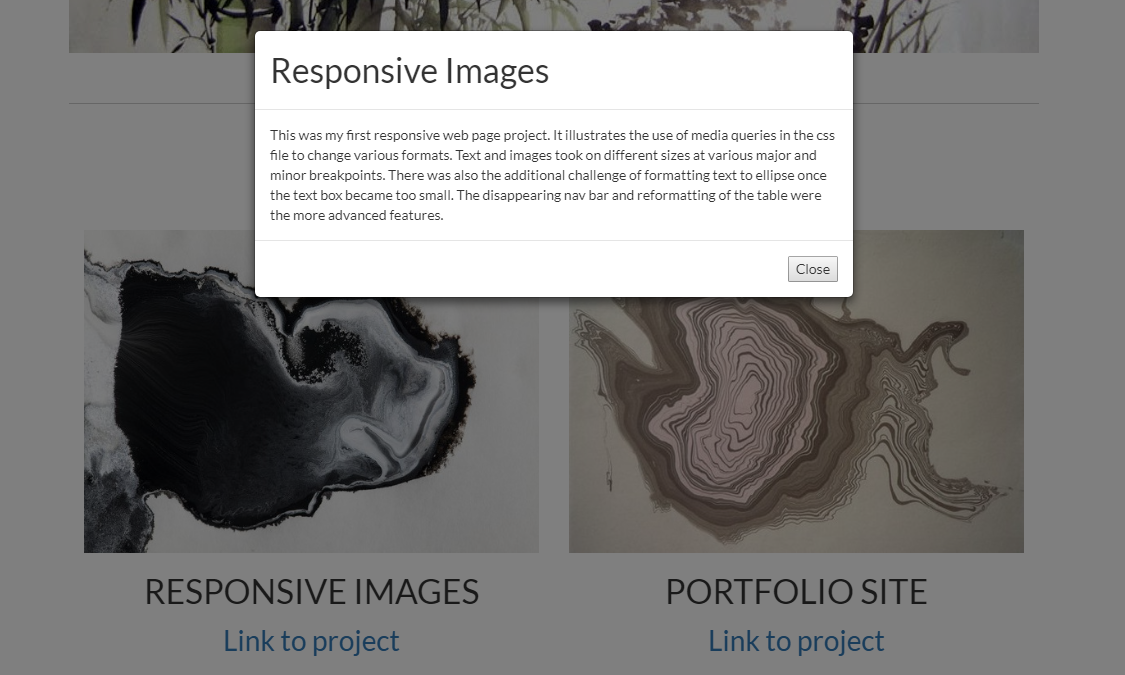 Responsive Images
This was my first responsive web page project. It illustrates the use of media queries in the css
file to change various formats. Text and images took on different sizes at various major and
minor breakpoints. There was also the additional challenge of formatting text to ellipse once
the text box became too small. The disappearing nav bar and reformatting of the table were
the more advanced features.
Close
RESPONSIVE IMAGES
Link to project
PORTFOLIO SITE
Link to project